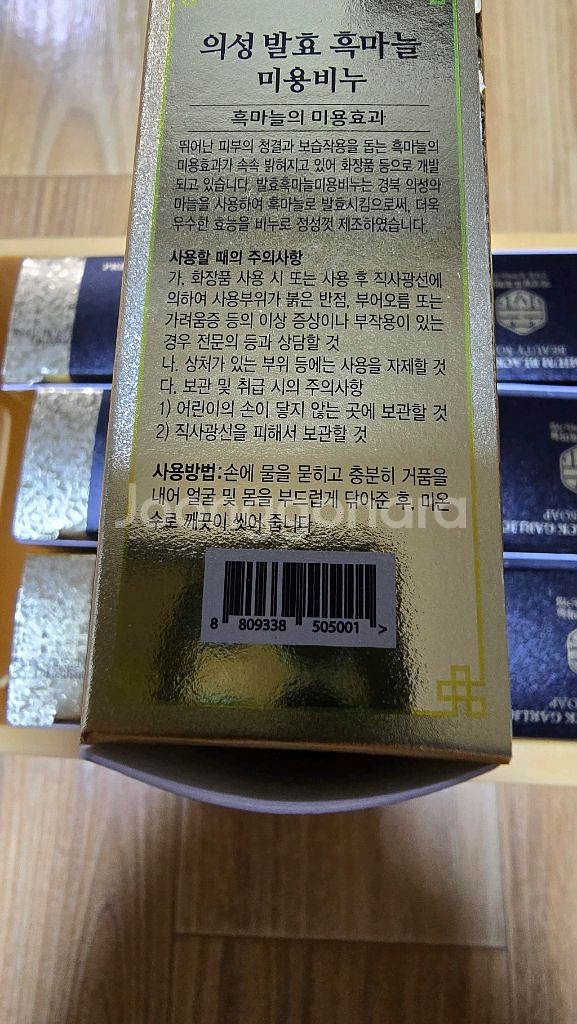 의성 발효 흑마늘
미용비누
흑마늘의 미용효과
뛰어난 피부의 청결과 보습작용을 돕는 흑마늘의
미용효과가 속속 밝혀지고 있어 화장품 등으로 개발
되고 있습니다. 발효흑마늘미용비누는 경북 의성의
마늘을 사용하여 흑마늘로 발효시킴으로써, 더욱
우수한 효능을 비누로 정성껏 제조하였습니다.
사용할 때의 주의사항
가. 화장품 사용 시 또는 사용 후 직사광선에
의하여 사용부위가 붉은 반점, 부어오름 또는
가려움증 등의 이상 증상이나 부작용이 있는
경우 전문의 등과 상담할 것
나. 상처가 있는 부위 등에는 사용을 자제할 것
다. 보관 및 취급 시의 주의사항
1) 어린이의 손이 닿지 않는 곳에 보관할 것
2) 직사광선을 피해서 보관할 것
사용방법:손에 물을 묻히고 충분히 거품을
내어 얼굴 및 몸을 부드럽게 닦아준 후, 미온
수로 깨끗이 씻어 줍니다
Joonggonara
8 809338 505001 >
BEAUTY SOAP
CK GARLIC
SOAP
CK GARLIC
SOAP